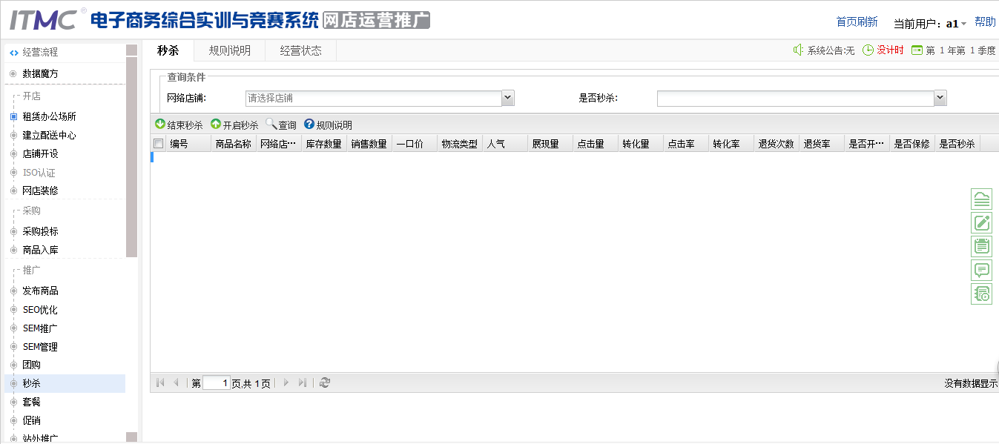 ITMC® 电子商务综合实训与竞赛系统 网店运营推广
首页刷新 当前用户：a1 帮助
经营流程
数据魔方
开店
租赁办公场所
建立配送中心
店铺开设
ISO认证
网店装修
采购
采购投标
商品入库
推广
发布商品
SEO优化
SEM推广
SEM管理
团购
秒杀
套餐
促销
站外推广
秒杀 规则说明 经营状态
系统公告:无 没计时 第 1 年第 1 季度
查询条件
网络店铺: 请选择店铺 是否秒杀:
结束秒杀 开启秒杀 查询 规则说明
编号 商品名称 网络店… 库存数量 销售数量 一口价 物流类型 人气 展现量 点击量 转化量 点击率 转化率 退货次数 退货率 是否开… 是否保修 是否秒杀
第 1 页,共 1 页
没有数据显示